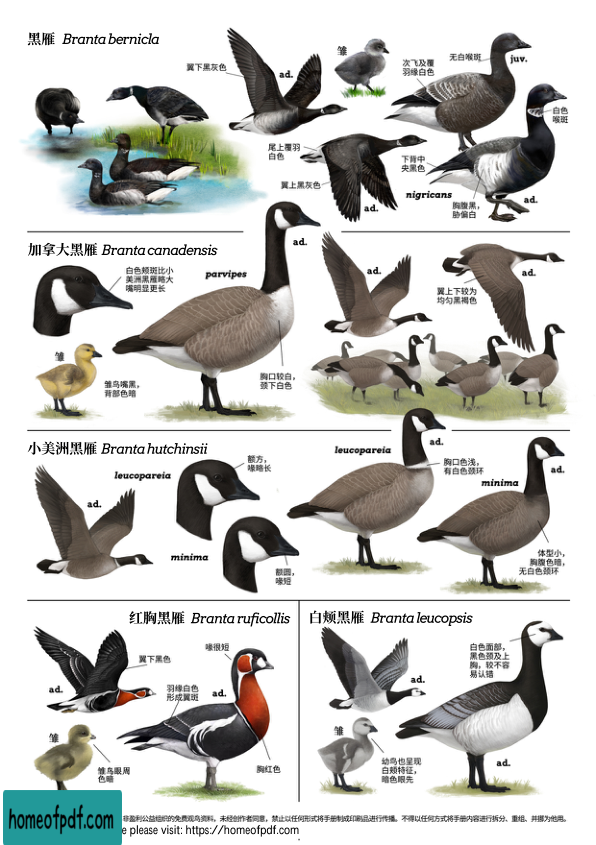 黑雁 Branta bernicla
翼下黑灰色
ad.
雏
次飞及覆
羽缘白色
无白喉斑
juv.
白色
喉斑
尾上覆羽
白色
翼上黑灰色
ad.
下背中
央黑色
nigricans
胸腹黑，
胁偏白
ad.
加拿大黑雁 Branta canadensis
白色颊斑比小
美洲黑雁略大
嘴明显更长
parvipes
ad.
雏
雏鸟嘴黑，
背部色暗
胸口较白，
颈下白色
ad.
ad.
翼上下较为
均匀黑褐色
小美洲黑雁 Branta hutchinsii
ad.
leucopareia
额方，
喙略长
minima
额圆，
喙短
leucopareia
ad.
胸口色浅，
有白色颈环
minima
ad.
体型小，
胸腹色暗，
无白色颈环
红胸黑雁 Branta ruficollis
翼下黑色
ad.
雏
雏鸟眼周
色暗
喙很短
ad.
羽缘白色
形成翼斑
胸红色
白颊黑雁 Branta leucopsis
ad.
雏
幼鸟也呈现
白颊特征，
暗色眼先
白色面部，
黑色颈及上
胸，较不容
易认错
ad.
非盈利公益组织的免费观鸟资料。未经创作者同意，禁止以任何形式将手册制成印刷品进行传播。不得以任何方式将手册内容进行拆分、重组、并挪为他用。
homeofpdf.com
e please visit: https://homeofpdf.com